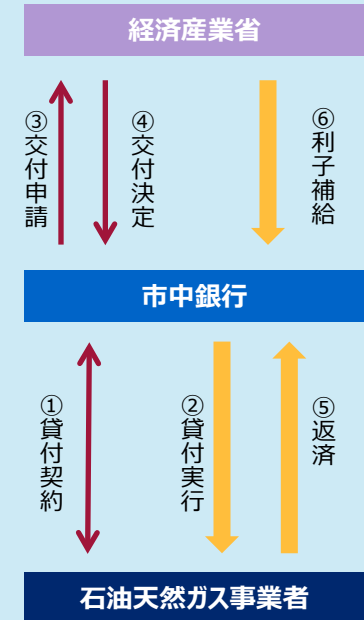 経済産業省
③交付申請
④交付決定
⑥利子補給
市中銀行
①貸付契約
②貸付実行
⑤返済
石油天然ガス事業者